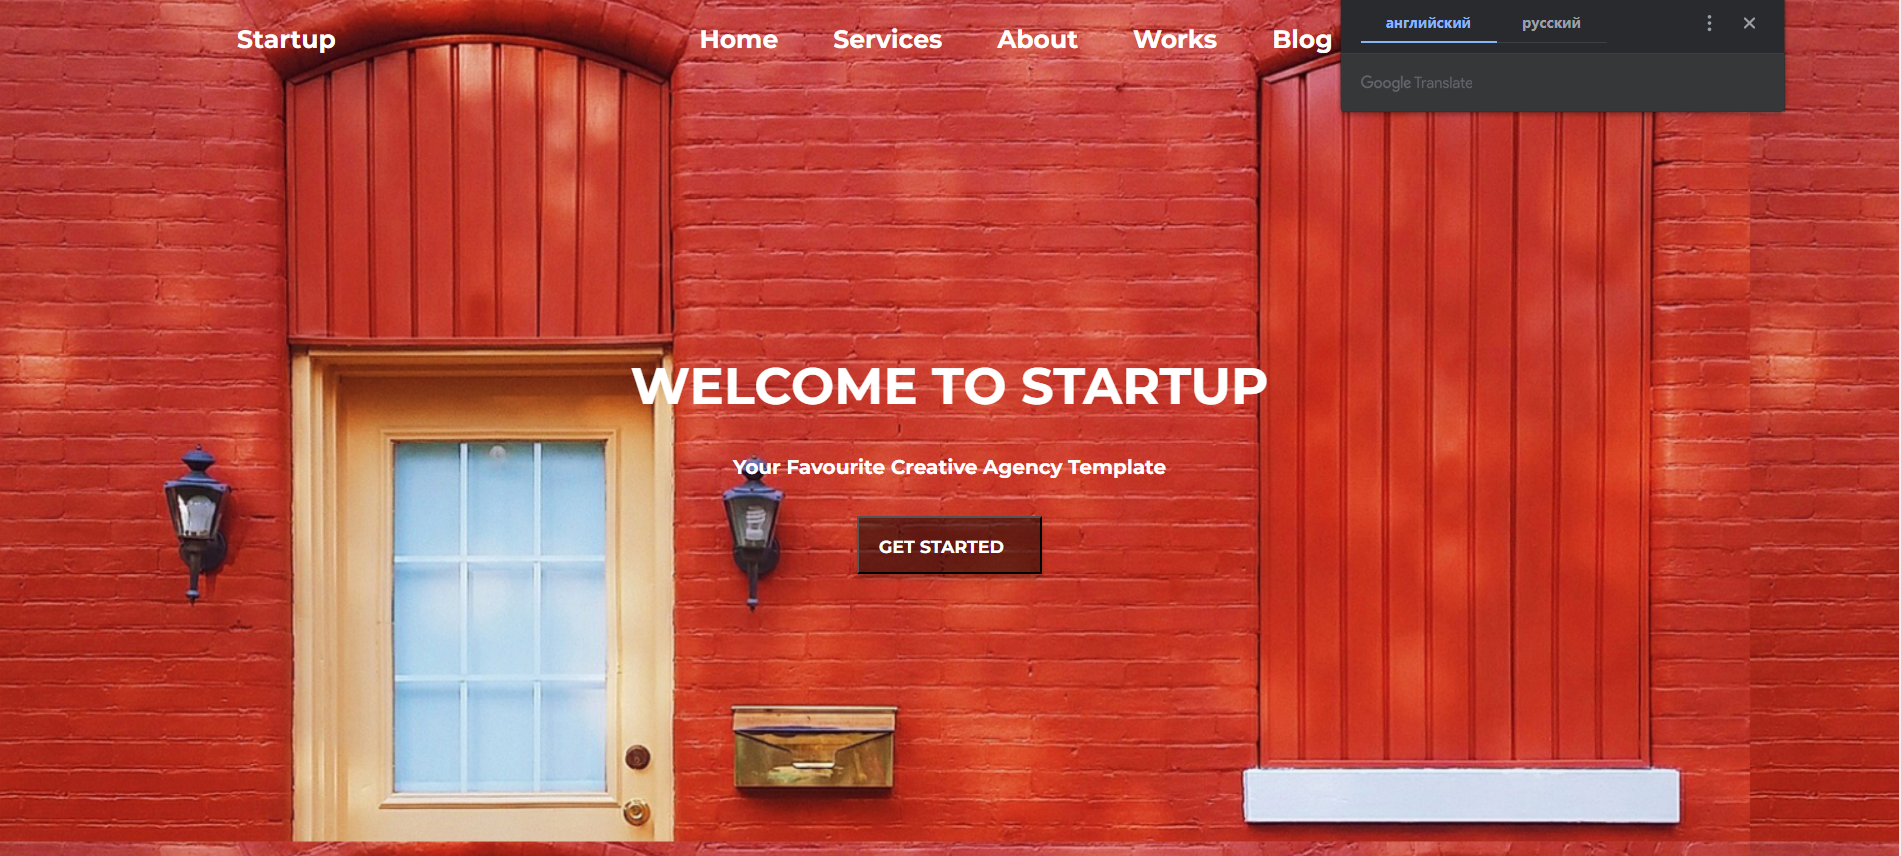 Startup Home Services About Works Blog
английский русский
Google Translate
WELCOME TO STARTUP
Your Favourite Creative Agency Template
GET STARTED